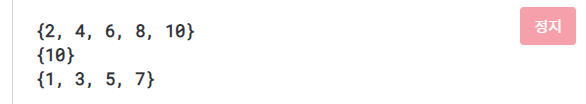 {2, 4, 6, 8, 10}
정지
{10}
{1, 3, 5, 7}